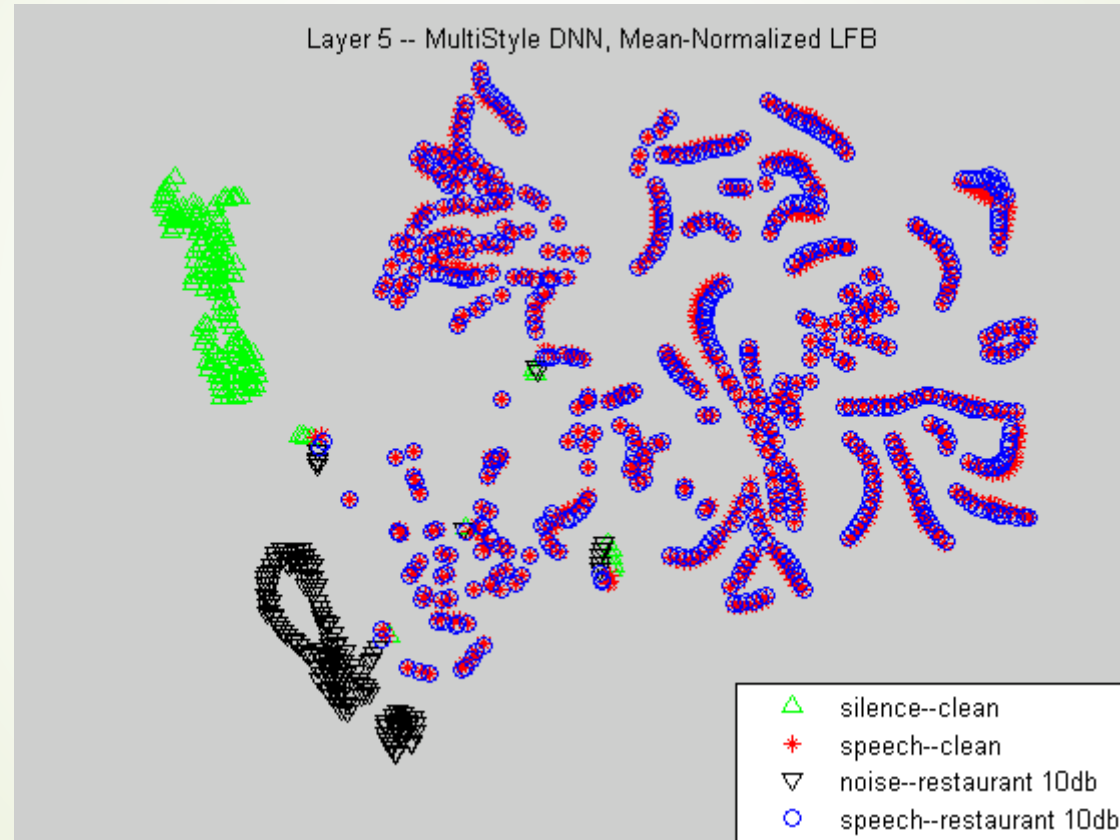 Layer 5 -- MultiStyle DNN, Mean-Normalized LFB
silence--clean
speech--clean
noise--restaurant 10db
speech--restaurant 10db